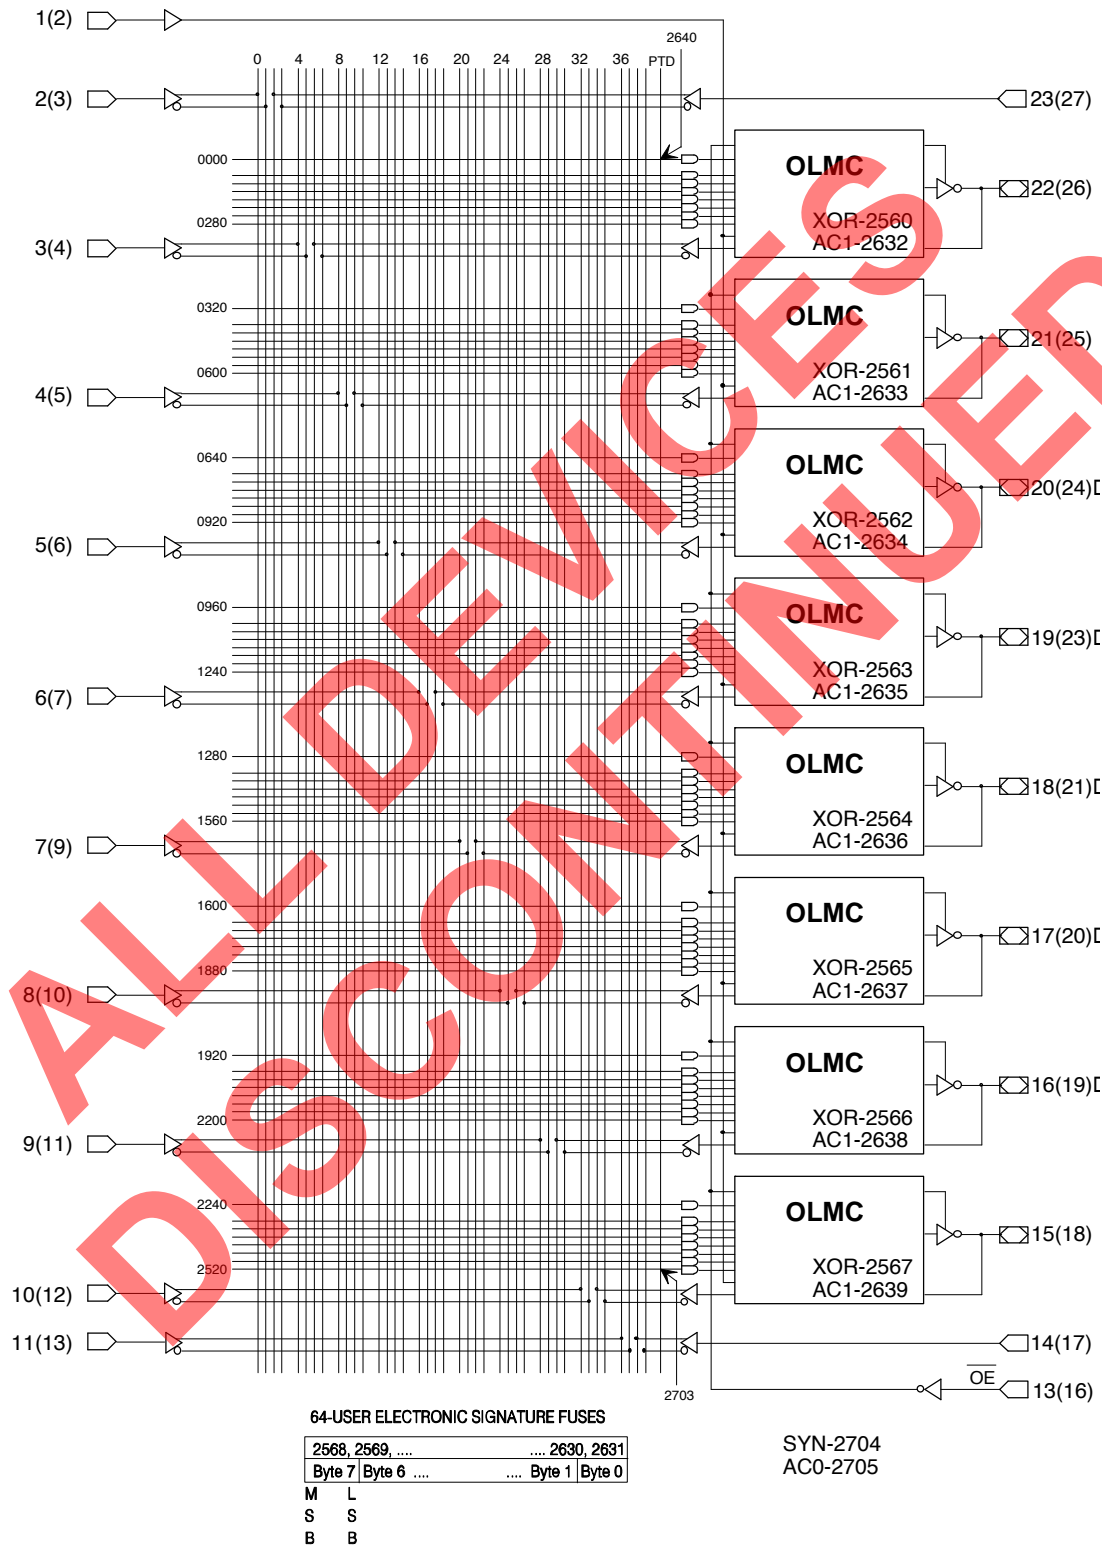 1(2)
2640
0 4 8 12 16 20 24 28 32 36 PTD
2(3) 23(27)
0000 OLMC
22(26)
0280 XOR-2560
3(4) AC1-2632
0320 OLMC
21(25)
0600 XOR-2561
4(5) AC1-2633
0640 OLMC
20(24)D
0920 XOR-2562
5(6) AC1-2634
0960 OLMC
19(23)D
1240 XOR-2563
6(7) AC1-2635
1280 OLMC
18(21)D
1560 XOR-2564
7(9) AC1-2636
1600 OLMC
17(20)D
1880 XOR-2565
8(10) AC1-2637
1920 OLMC
16(19)D
2200 XOR-2566
9(11) AC1-2638
2240 OLMC
15(18)
2520 XOR-2567
10(12) AC1-2639
11(13) 14(17)
OE 13(16)
2703
64-USER ELECTRONIC SIGNATURE FUSES
2568, 2569, .... .... 2630, 2631
Byte 7 Byte 6 .... .... Byte 1 Byte 0
M L
S S
B B
SYN-2704
AC0-2705
ALL DEVICES
DISCONTINUED